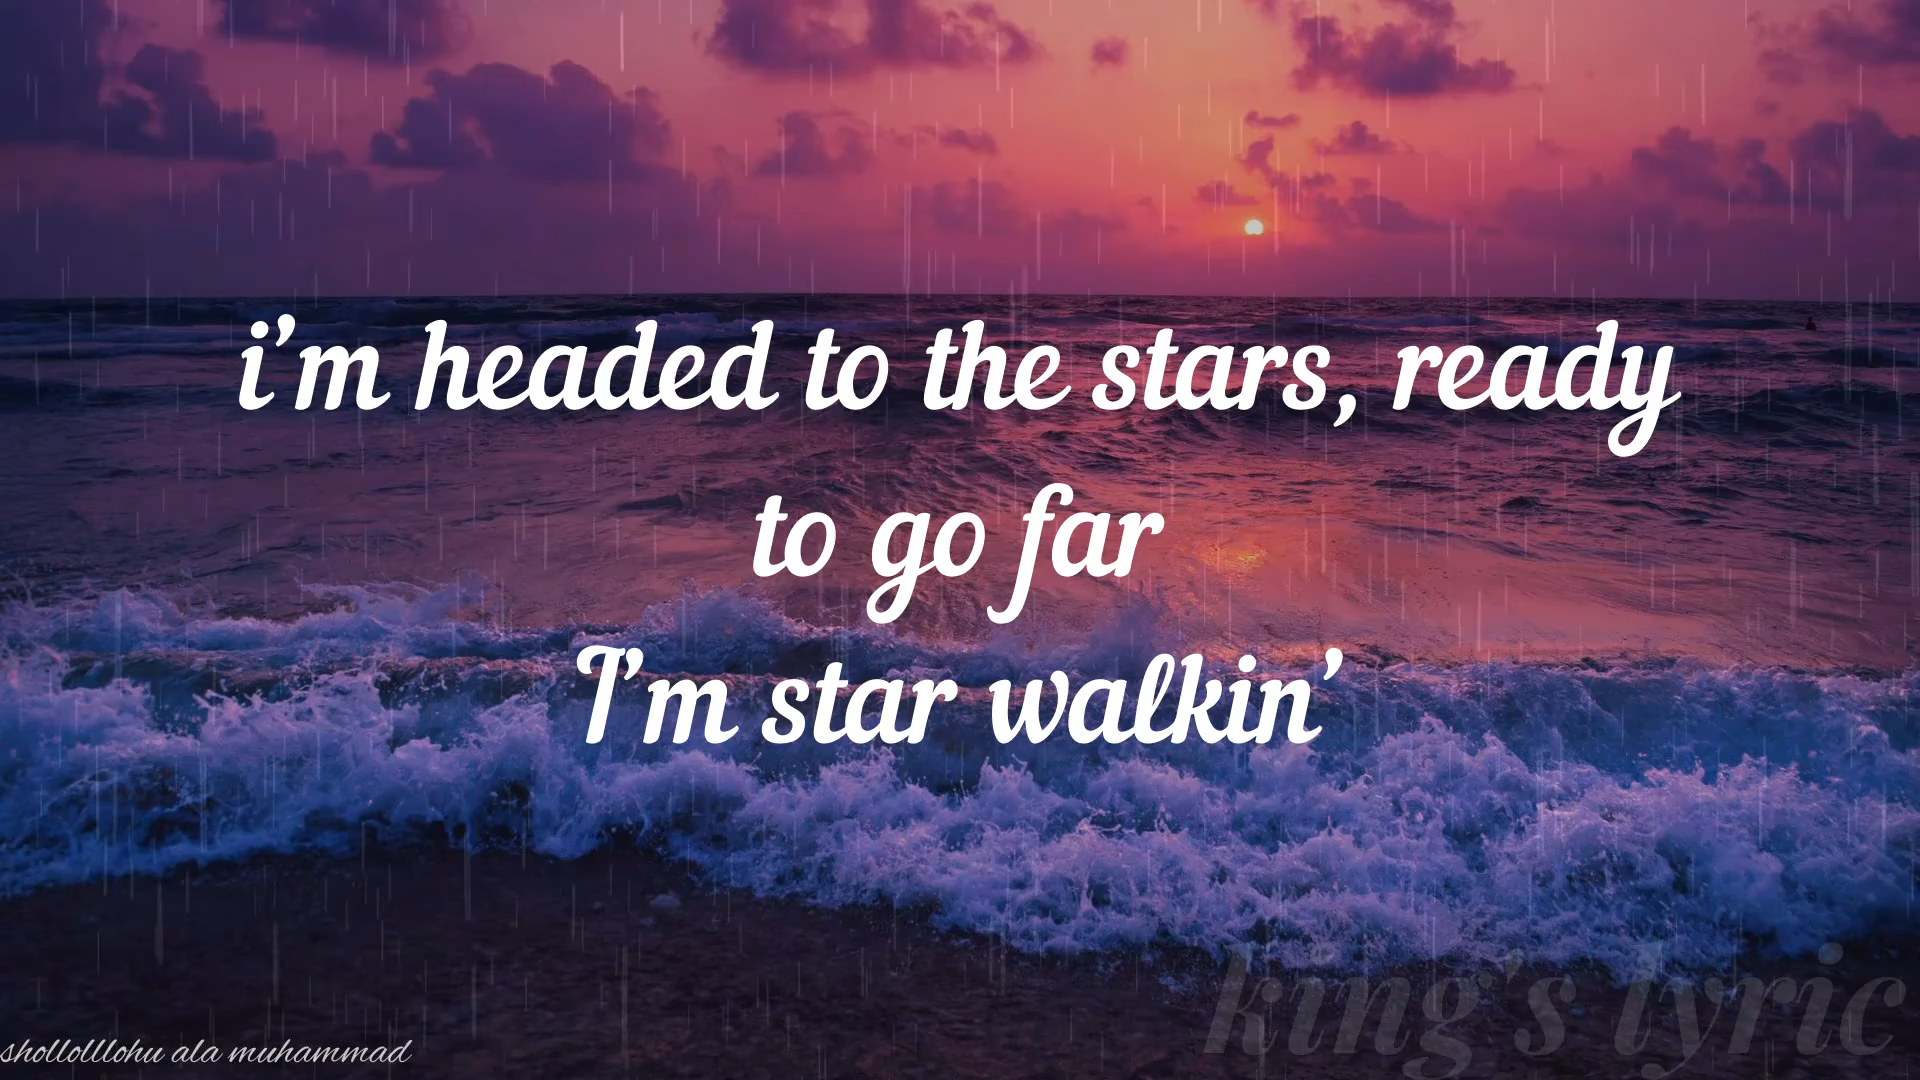 i'm headed to the stars, ready
to go far
I'm star walkin'
king's lyric
shollolllohu ala muhammad